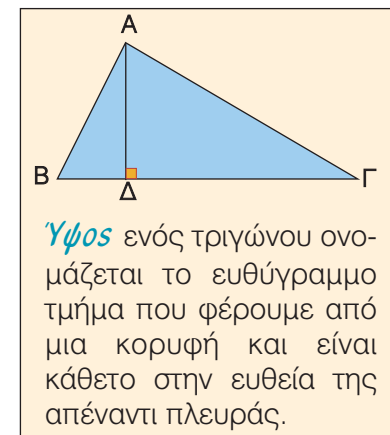 Α
Β
Δ
Γ
Ύψος ενός τριγώνου ονο-
μάζεται το ευθύγραμμο
τμήμα που φέρουμε από
μια κορυφή και είναι
κάθετο στην ευθεία της
απέναντι πλευράς.